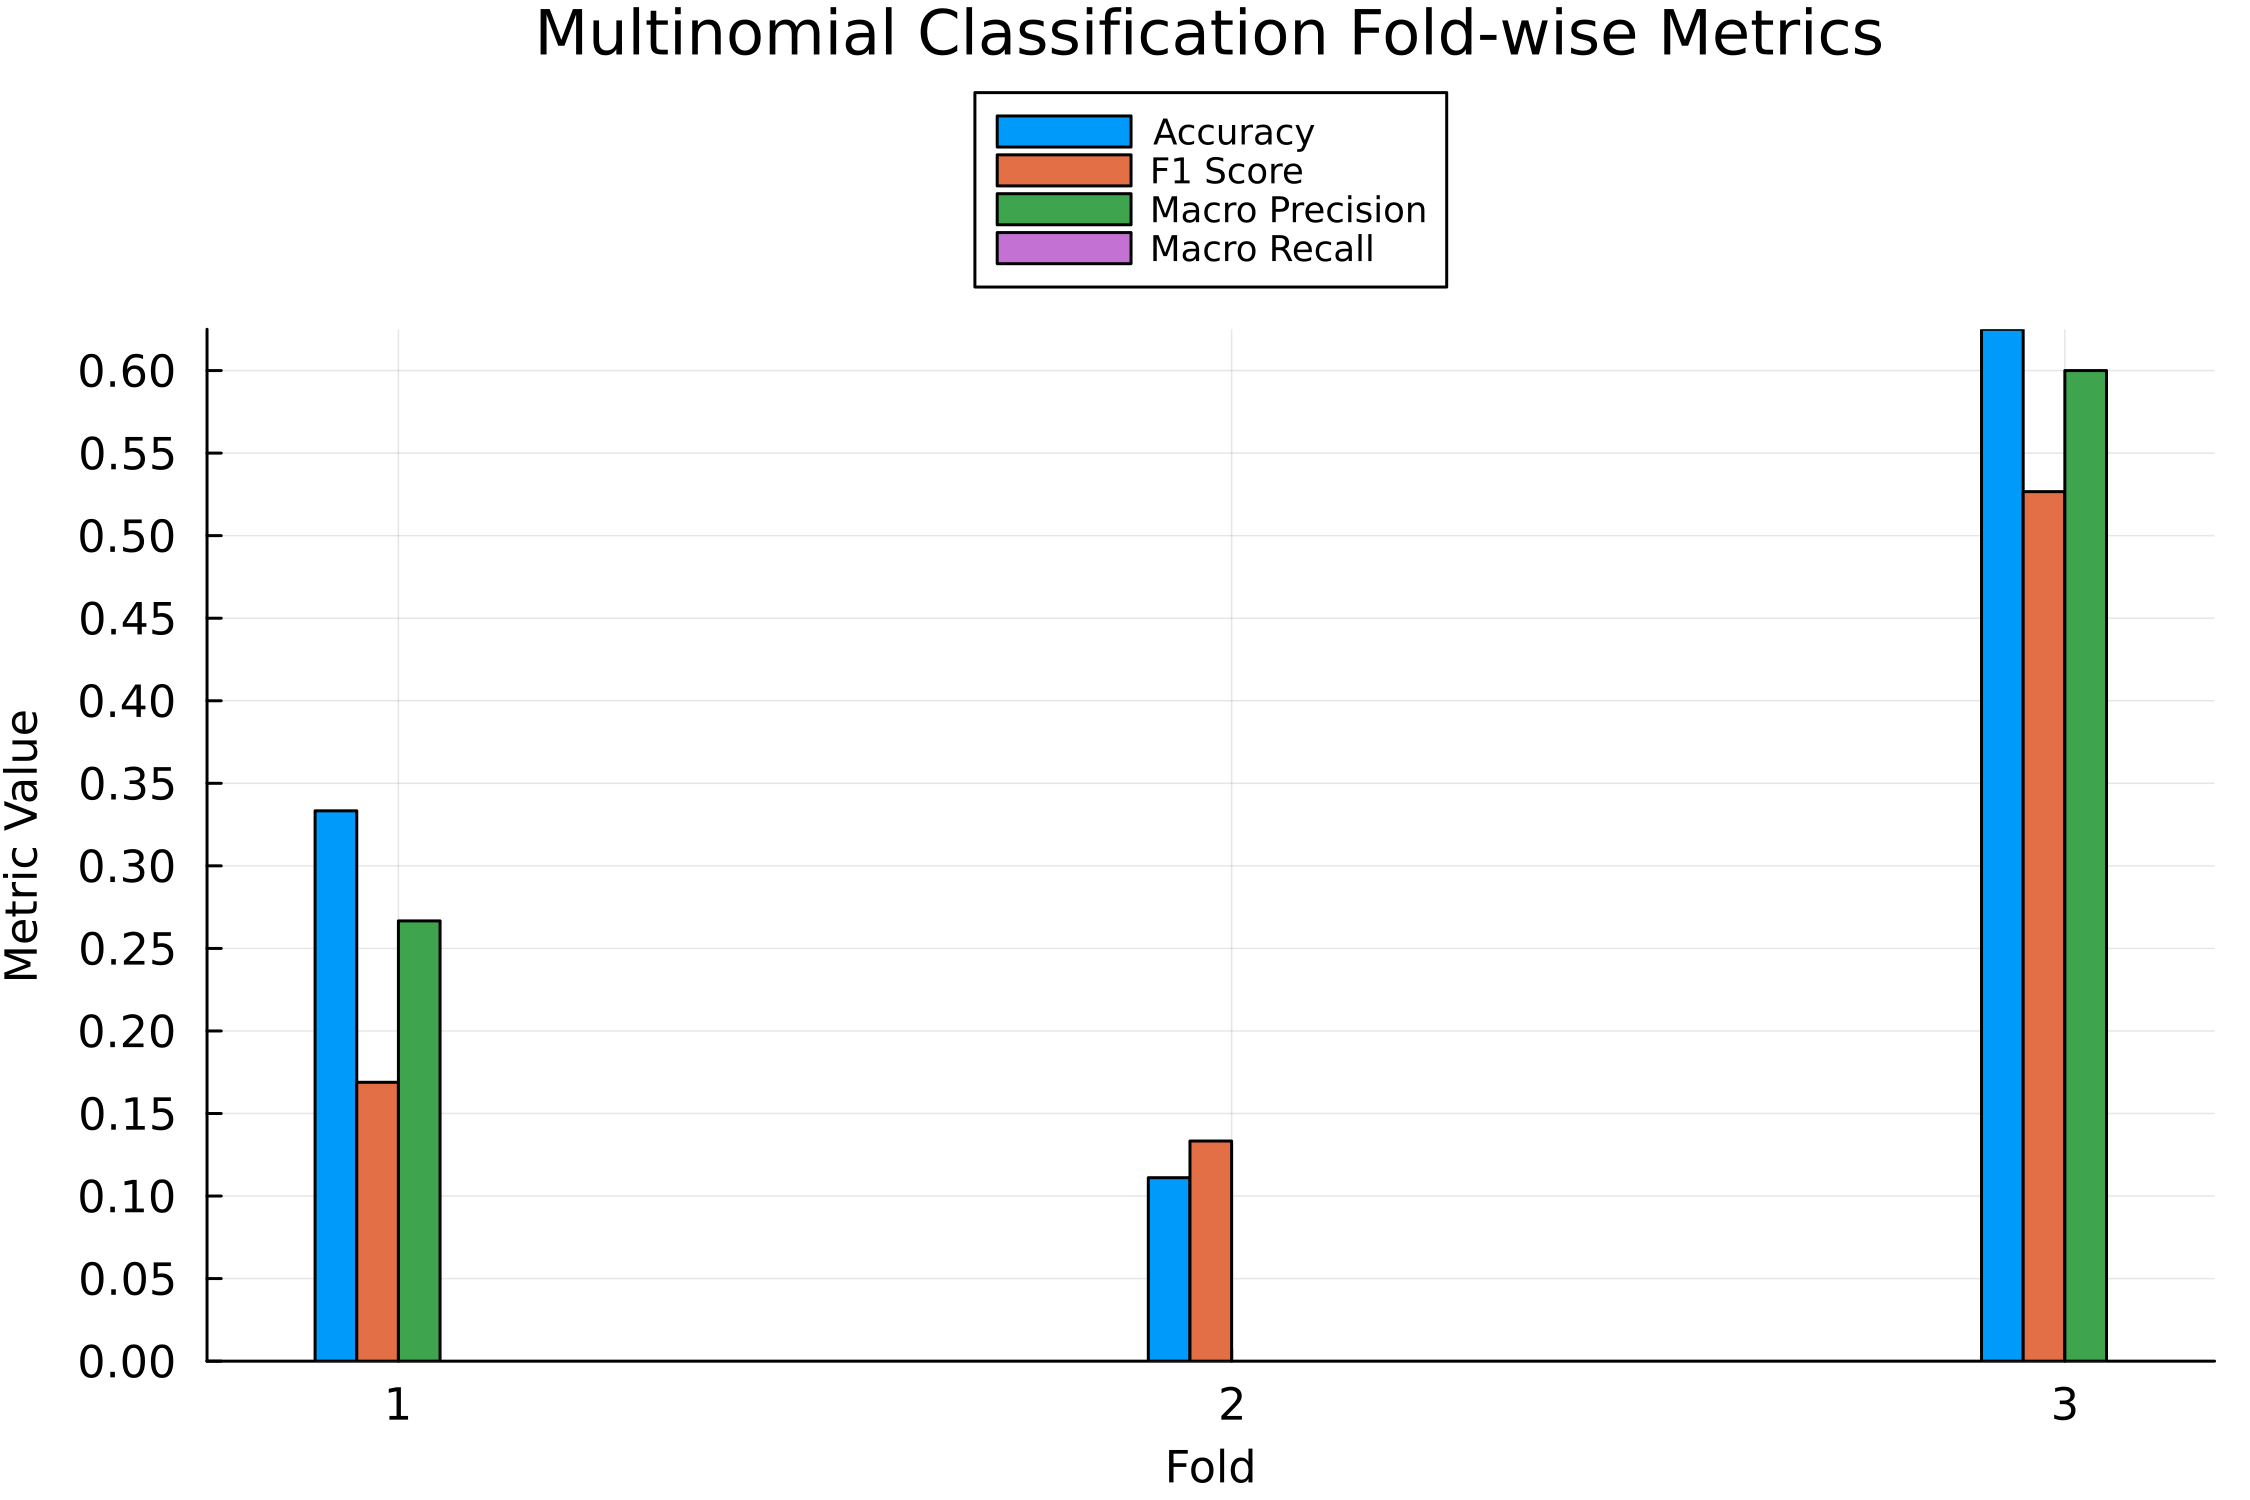 Multinomial Classification Fold-wise Metrics
Accuracy
F1 Score
Macro Precision
Macro Recall
0.60
0.55
0.50
0.45
0.40
0.35
0.30
0.25
0.20
0.15
0.10
0.05
0.00
Metric Value
1 2 3
Fold